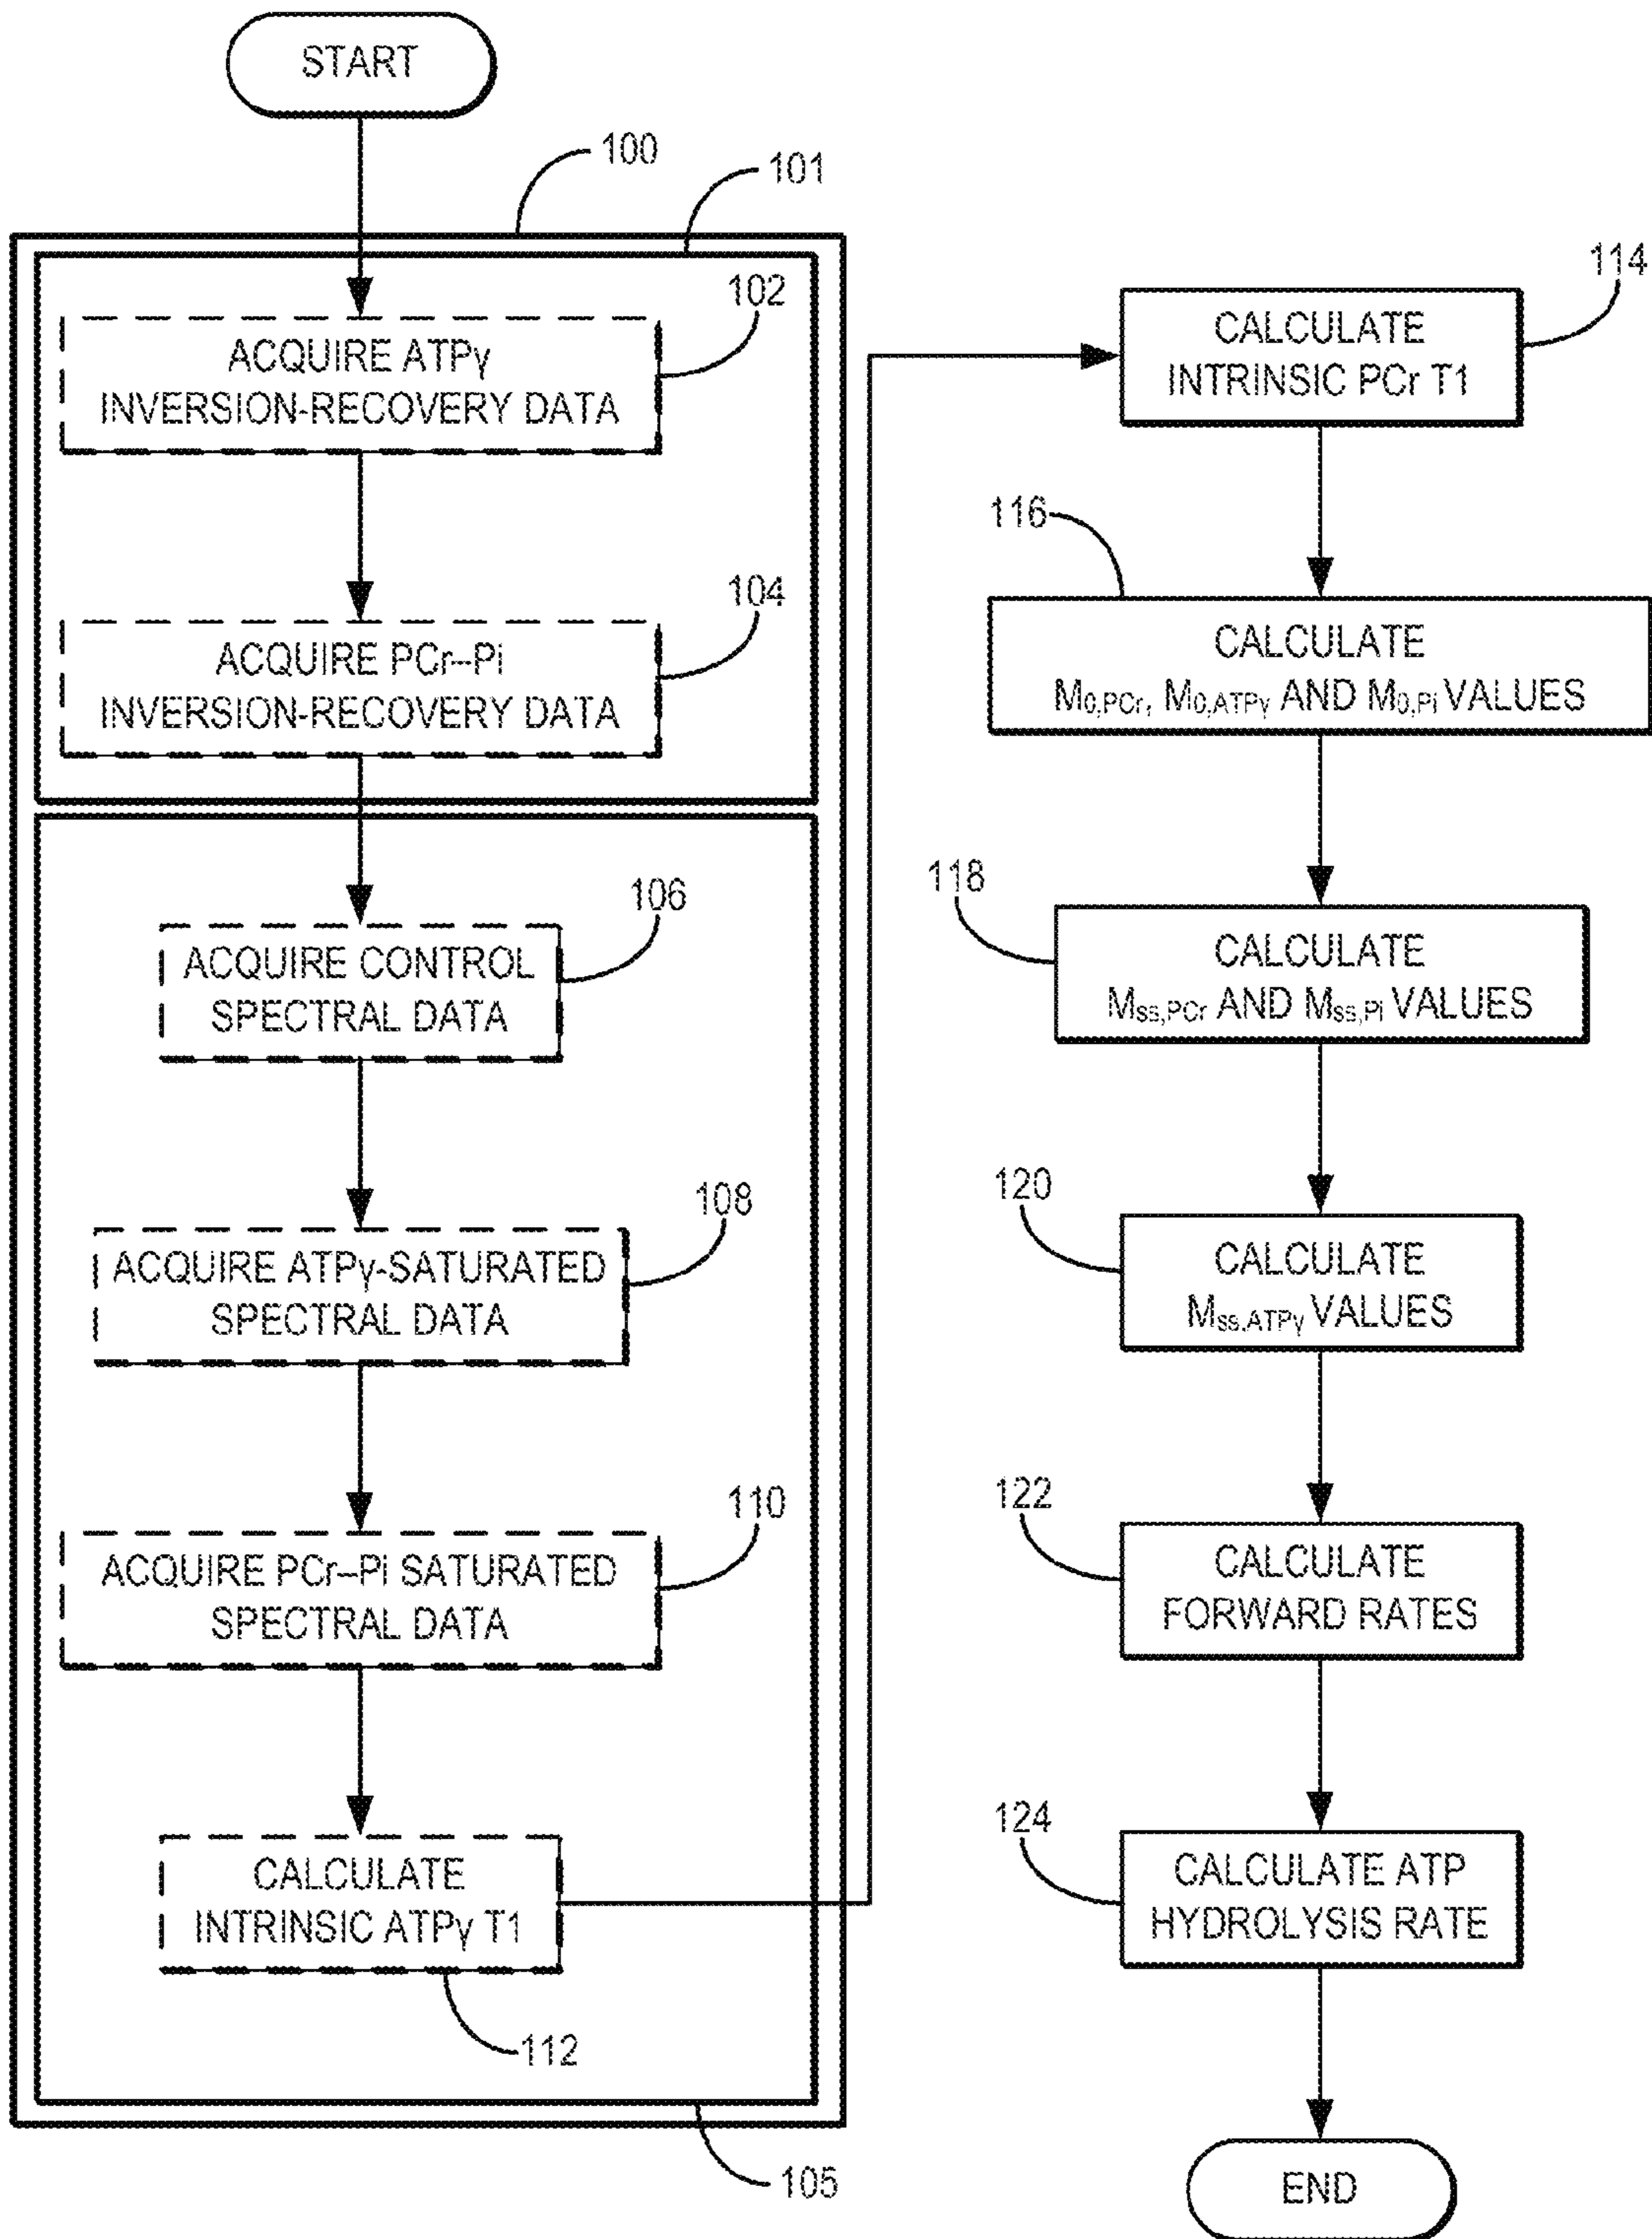 START
100
101
102
ACQUIRE ATPγ
INVERSION-RECOVERY DATA
104
ACQUIRE PCr–Pi
INVERSION-RECOVERY DATA
106
ACQUIRE CONTROL
SPECTRAL DATA
108
ACQUIRE ATPγ-SATURATED
SPECTRAL DATA
110
ACQUIRE PCr–Pi SATURATED
SPECTRAL DATA
CALCULATE
INTRINSIC ATPγ T1
112
105
114
CALCULATE
INTRINSIC PCr T1
116
CALCULATE
M0,PCr, M0,ATPγ AND M0,Pi VALUES
118
CALCULATE
Mss,PCr AND Mss,Pi VALUES
120
CALCULATE
Mss,ATPγ VALUES
122
CALCULATE
FORWARD RATES
124
CALCULATE ATP
HYDROLYSIS RATE
END